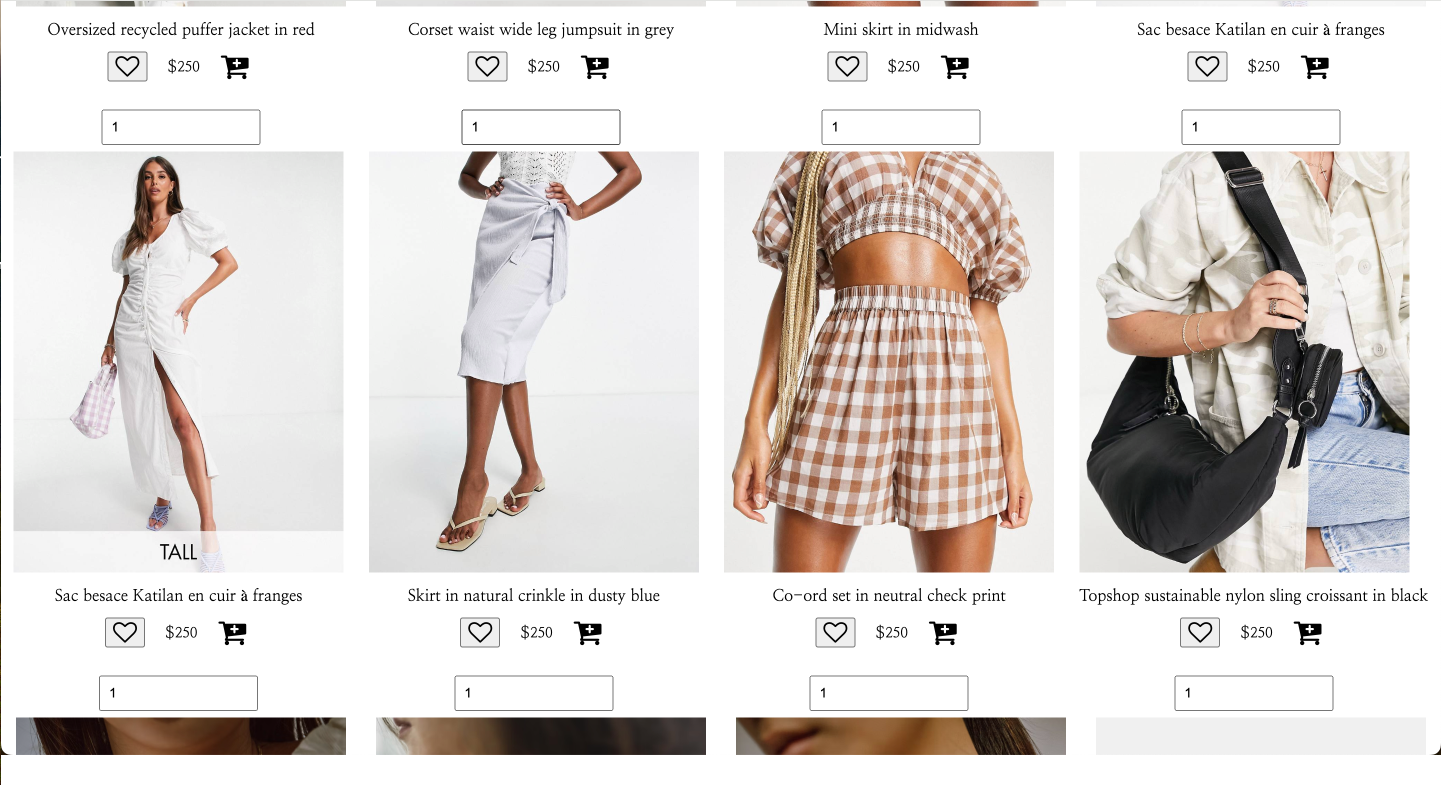 Oversized recycled puffer jacket in red
Corset waist wide leg jumpsuit in grey
Mini skirt in midwash
Sac besace Katilan en cuir à franges
$250
$250
$250
$250
1
1
1
1
TALL
Sac besace Katilan en cuir à franges
Skirt in natural crinkle in dusty blue
Co-ord set in neutral check print
Topshop sustainable nylon sling croissant in black
$250
$250
$250
$250
1
1
1
1